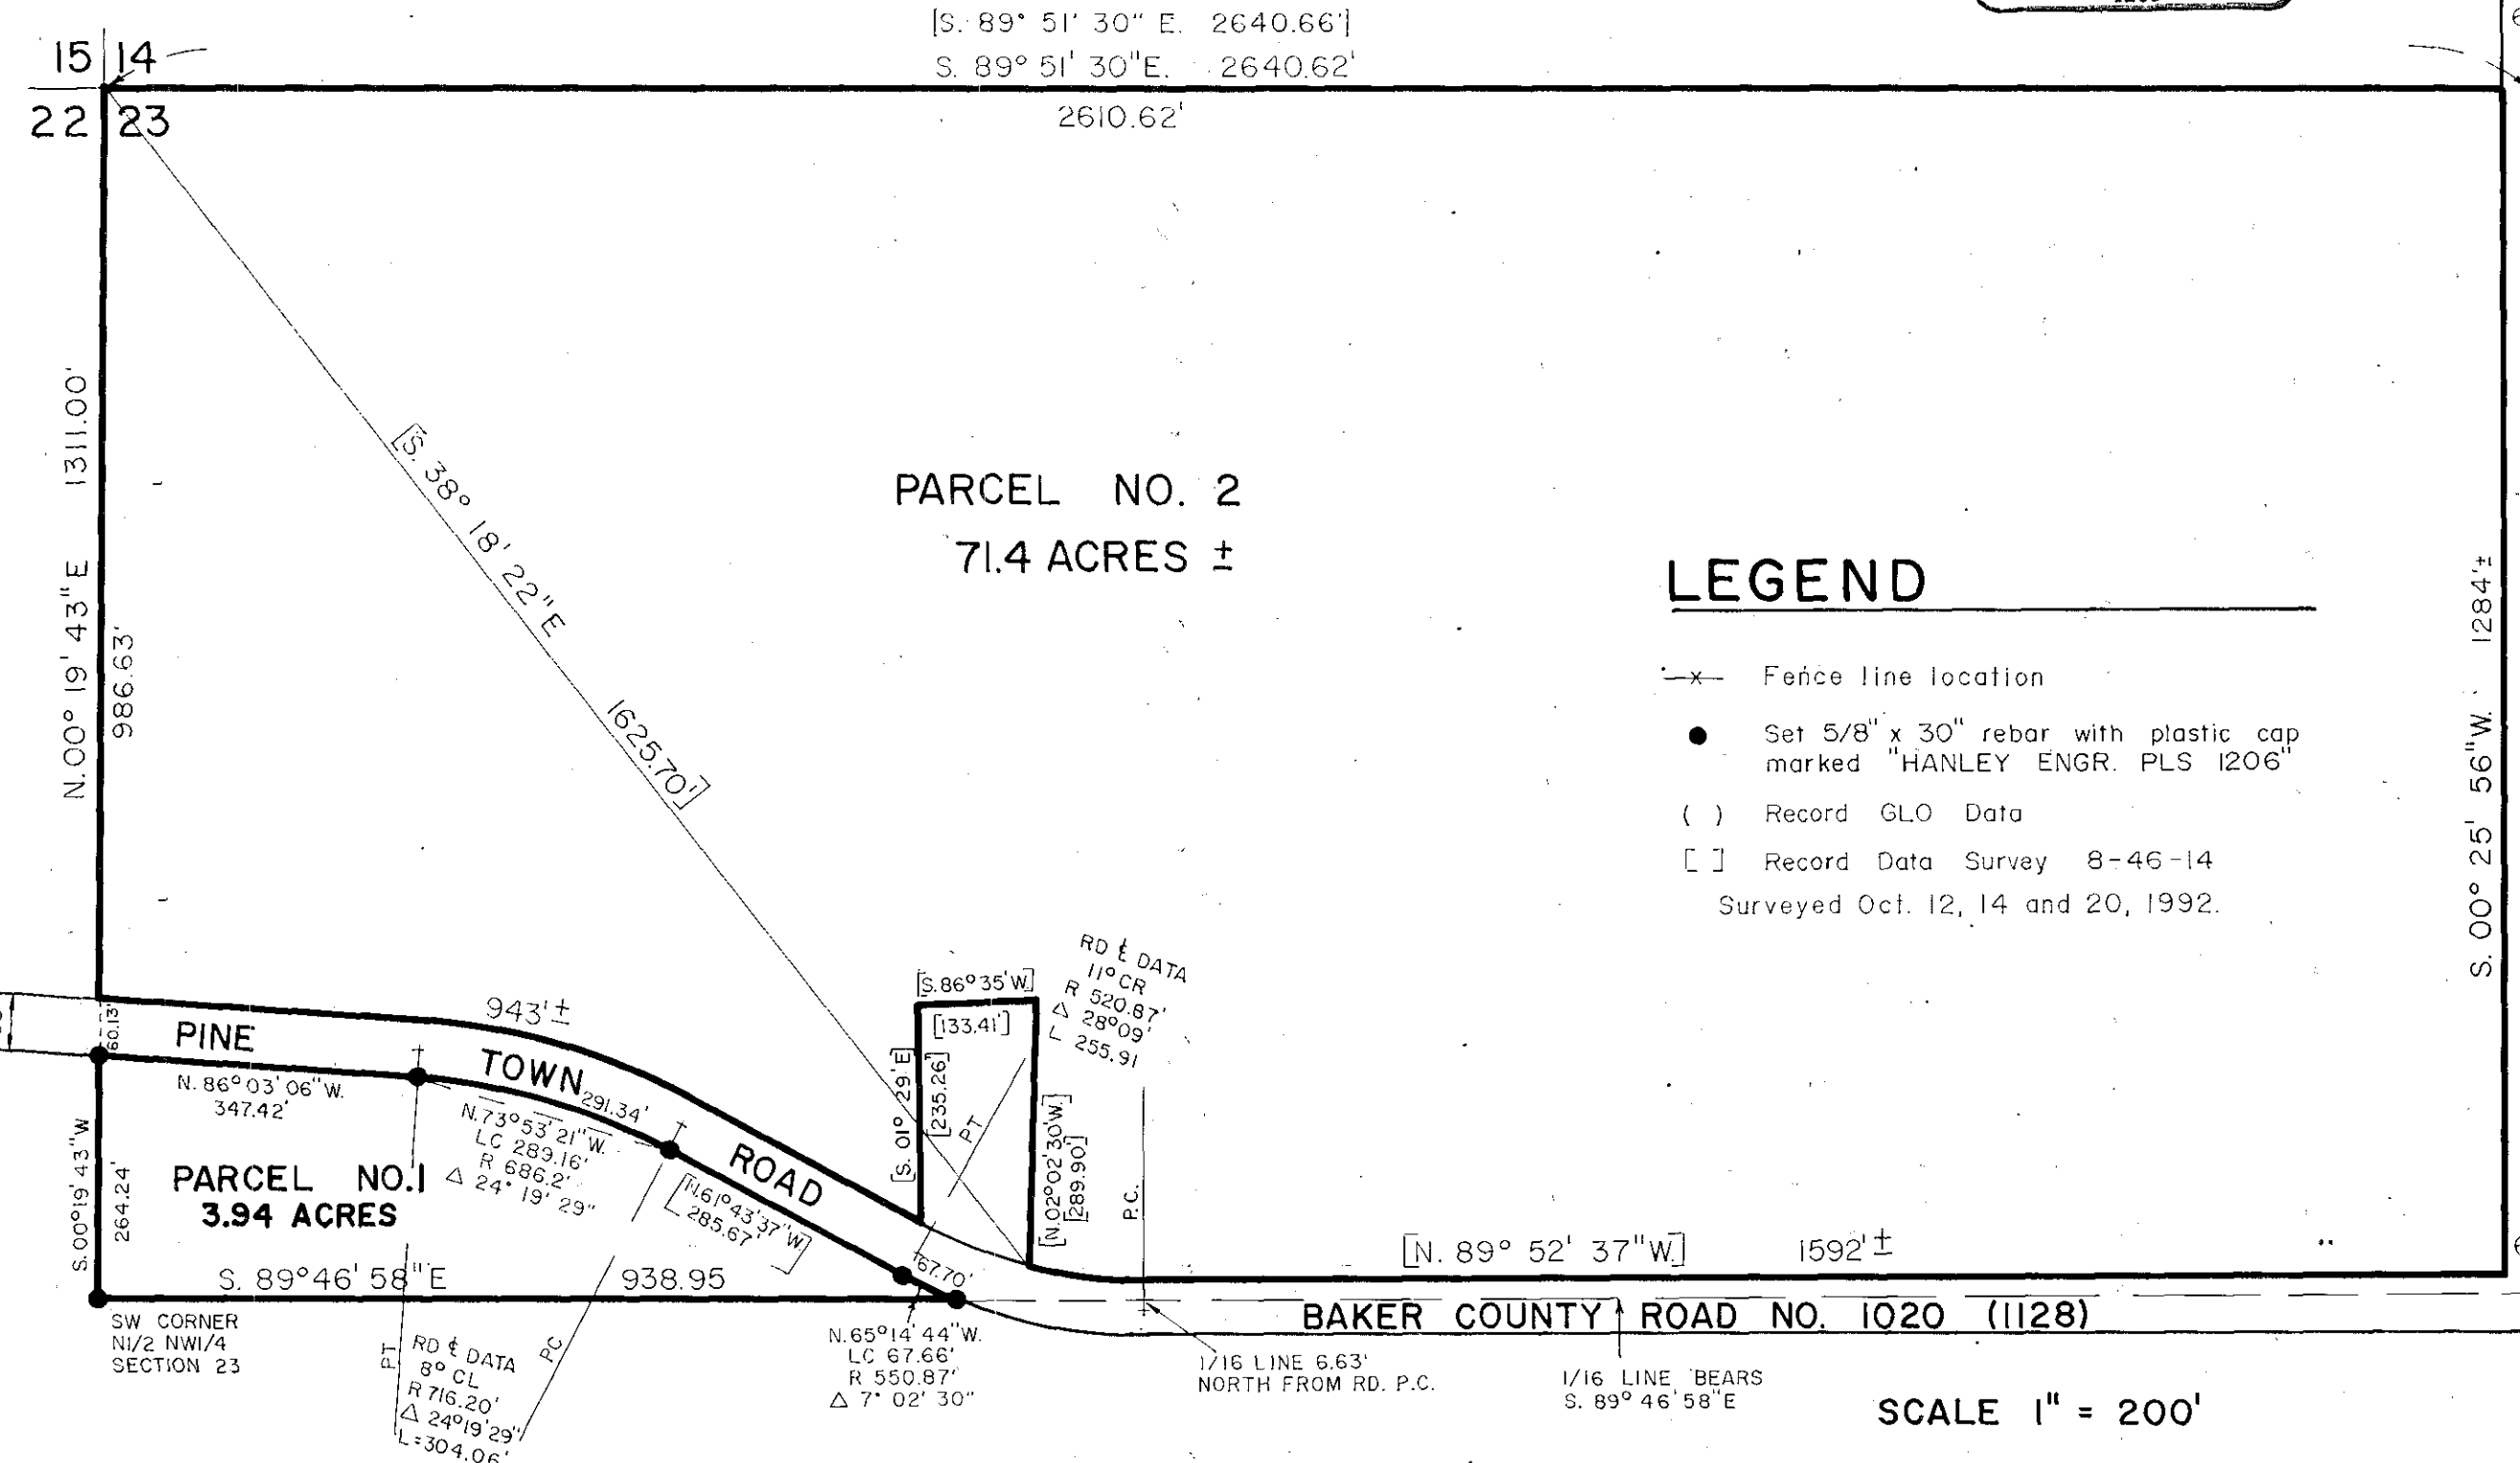 [S. 89° 51' 30" E. 2640.66']
S. 89° 51' 30"E. 2640.62'
15 14
22 23
2610.62'
N.00° 19' 43"E 1311.00'
986.63'
[S. 38° 18' 22"E
1625.70']
PARCEL NO. 2
71.4 ACRES ±
LEGEND
x Fence line location
● Set 5/8" x 30" rebar with plastic cap
marked "HANLEY ENGR. PLS 1206"
( ) Record GLO Data
[ ] Record Data Survey 8-46-14
Surveyed Oct. 12, 14 and 20, 1992.
S. 00° 25' 56"W. 1284'±
60.13'
943'±
PINE TOWN ROAD
N. 86°03'06"W.
347.42'
291.34'
N.73°53'21"W.
LC 289.16'
R 686.2'
Δ 24° 19' 29"
[N.61°43'37"W]
285.67'
[S.86°35'W]
[133.41']
[S. 01° 29' E]
[235.26]
PT
RD ℄ DATA
11° CR
R 520.87'
Δ 28°09'
L 255.91
[N.02°02'30"W.]
[289.90']
P.C.
S.00°19'43"W
264.24'
PARCEL NO.1
3.94 ACRES
S. 89°46'58"E 938.95
67.70'
[N. 89° 52' 37"W.] 1592'±
BAKER COUNTY ROAD NO. 1020 (1128)
SW CORNER
N1/2 NW1/4
SECTION 23
PT
RD ℄ DATA
8° CL
R 716.20'
Δ 24°19'29"
L=304.06'
PC
N.65°14'44"W.
LC 67.66'
R 550.87'
Δ 7° 02' 30"
1/16 LINE 6.63'
NORTH FROM RD. P.C.
1/16 LINE BEARS
S. 89°46'58"E
SCALE 1" = 200'